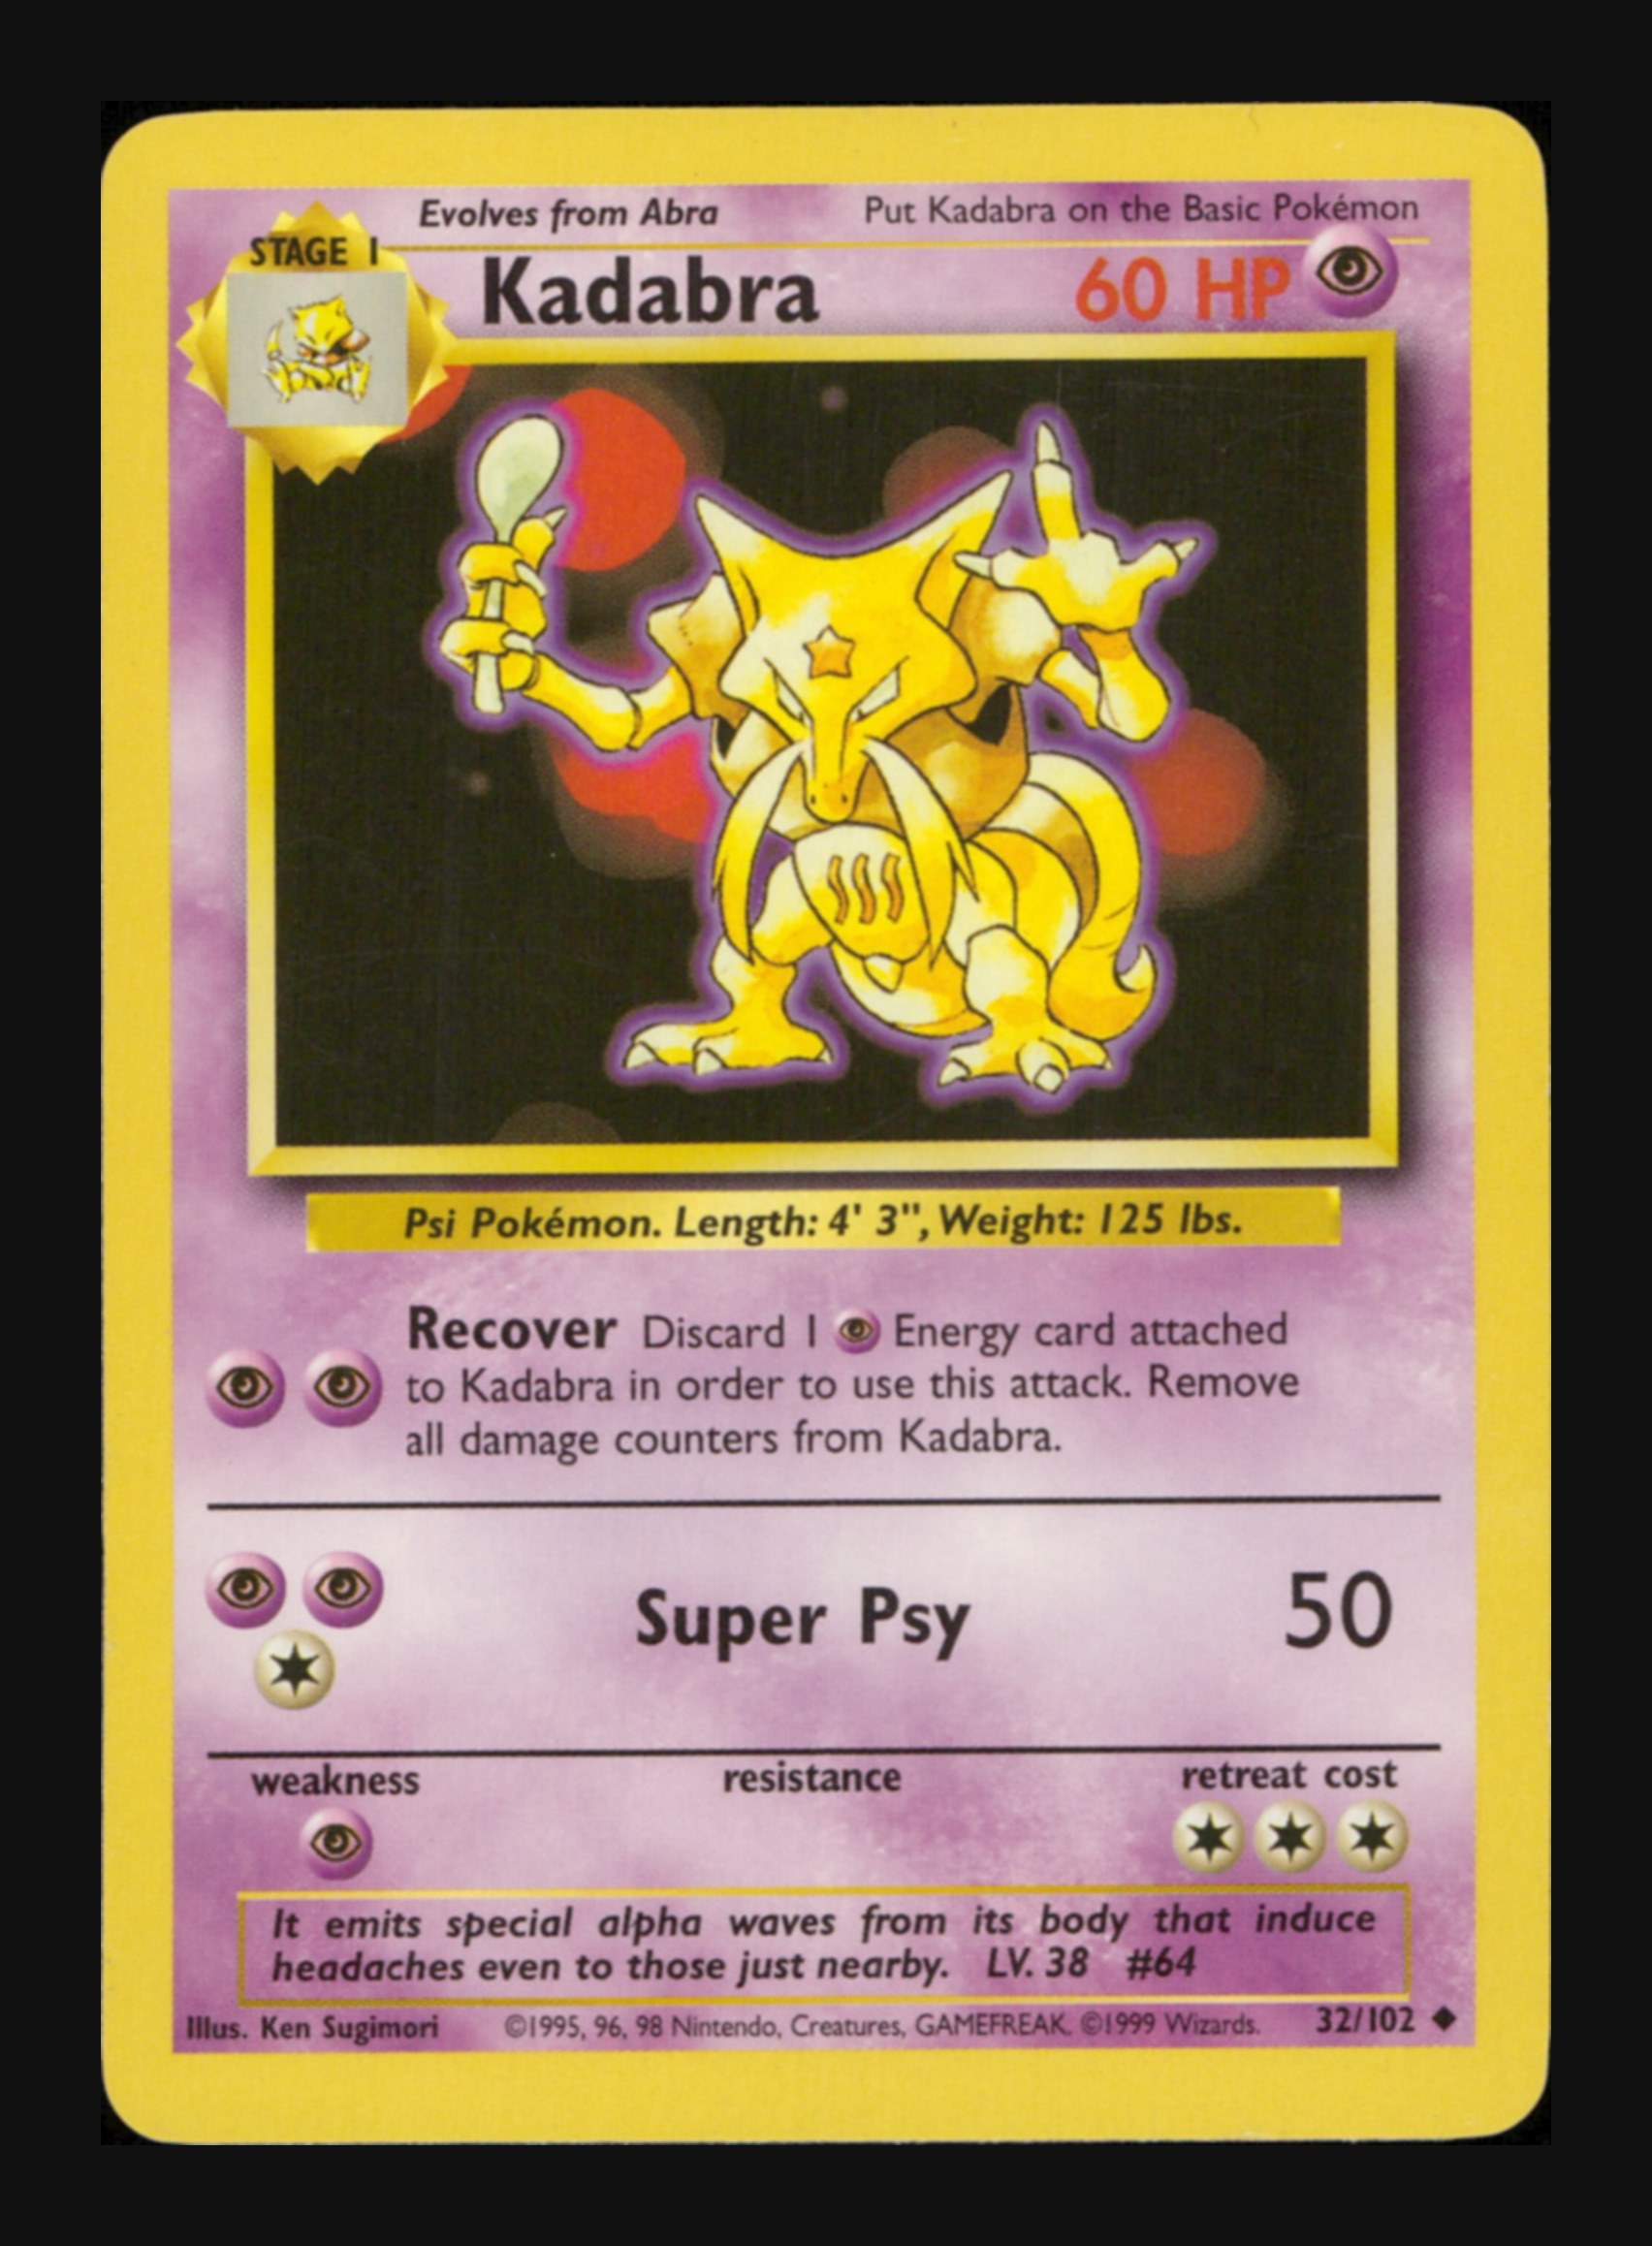 Evolves from Abra
Put Kadabra on the Basic Pokémon
STAGE 1
Kadabra
60 HP
Psi Pokémon. Length: 4' 3", Weight: 125 lbs.
Recover Discard 1 Energy card attached
to Kadabra in order to use this attack. Remove
all damage counters from Kadabra.
Super Psy
50
weakness
resistance
retreat cost
It emits special alpha waves from its body that induce
headaches even to those just nearby. LV. 38 #64
Illus. Ken Sugimori
©1995, 96, 98 Nintendo, Creatures, GAMEFREAK. ©1999 Wizards.
32/102